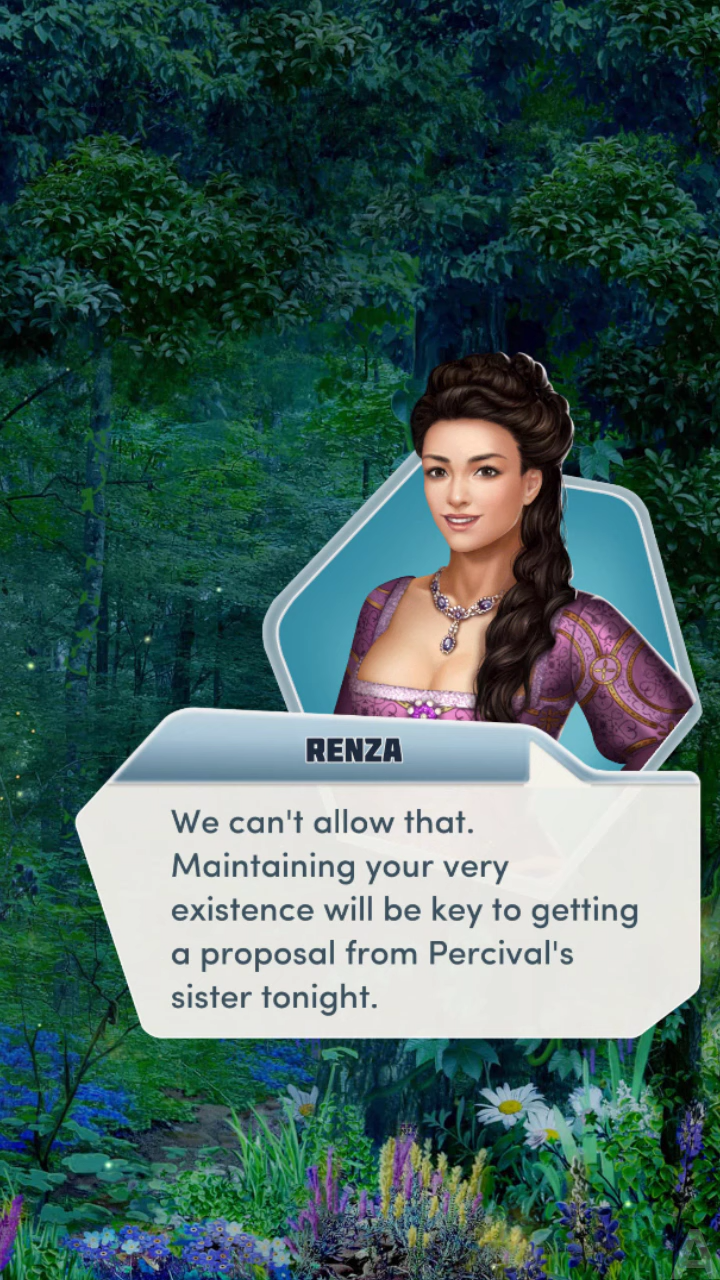 RENZA
We can't allow that.
Maintaining your very
existence will be key to getting
a proposal from Percival's
sister tonight.